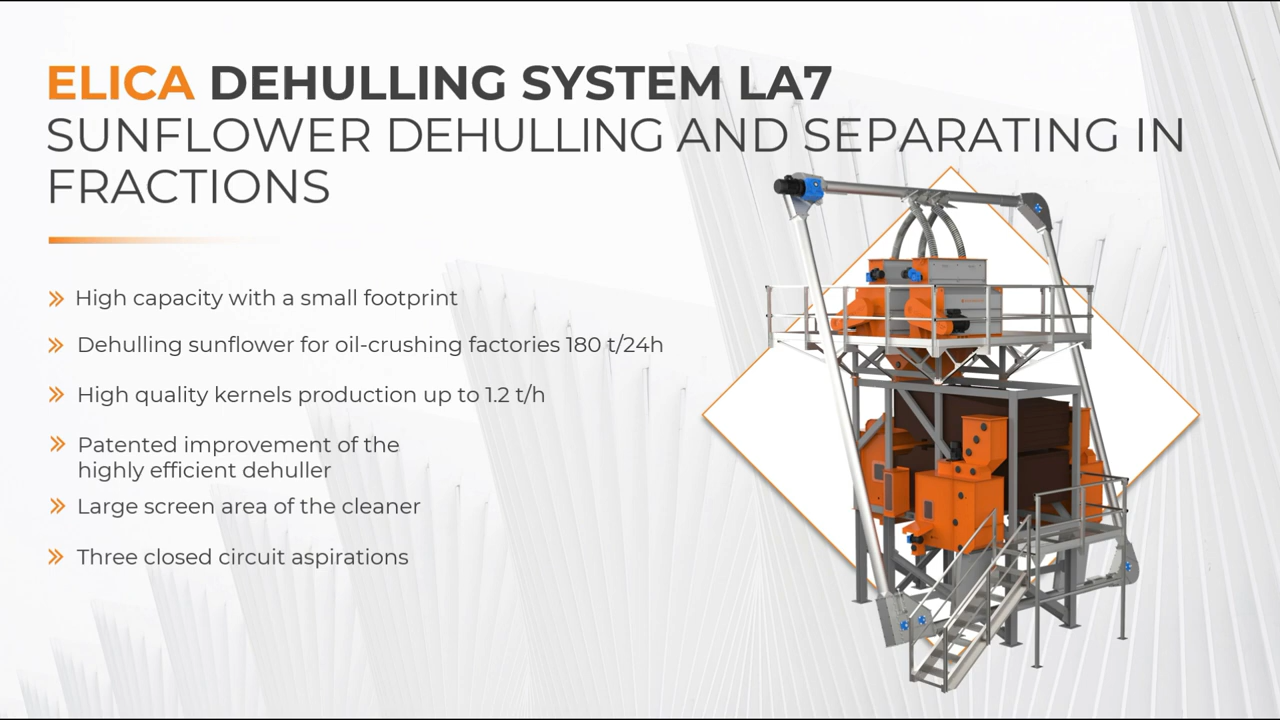 ELICA DEHULLING SYSTEM LA7
SUNFLOWER DEHULLING AND SEPARATING IN
FRACTIONS
High capacity with a small footprint
Dehulling sunflower for oil-crushing factories 180 t/24h
High quality kernels production up to 1.2 t/h
Patented improvement of the
highly efficient dehuller
Large screen area of the cleaner
Three closed circuit aspirations